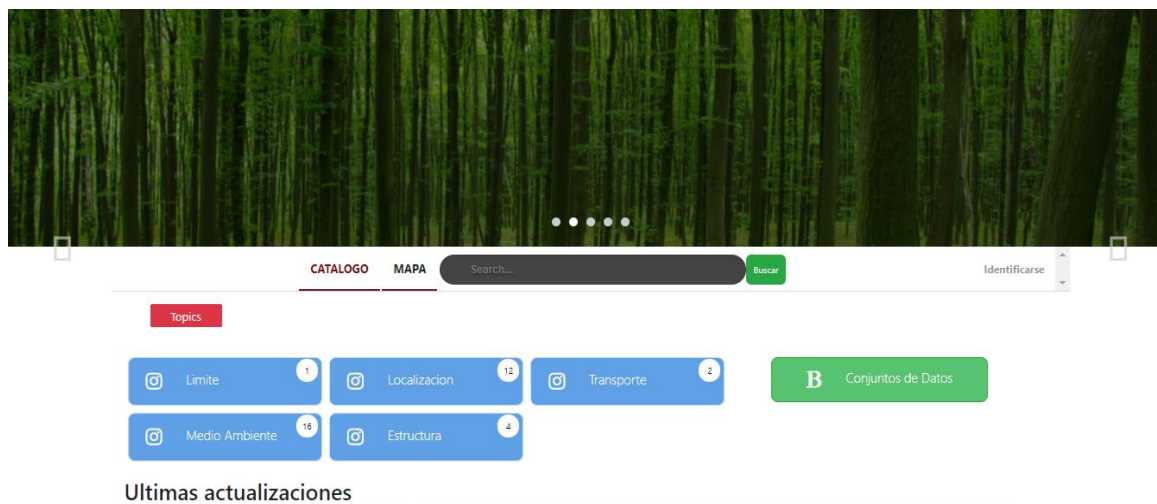 CATALOGO MAPA Search... Buscar Identificarse
Topics
Limite 1 Localizacion 12 Transporte 2 B Conjuntos de Datos
Medio Ambiente 16 Estructura 4
Ultimas actualizaciones